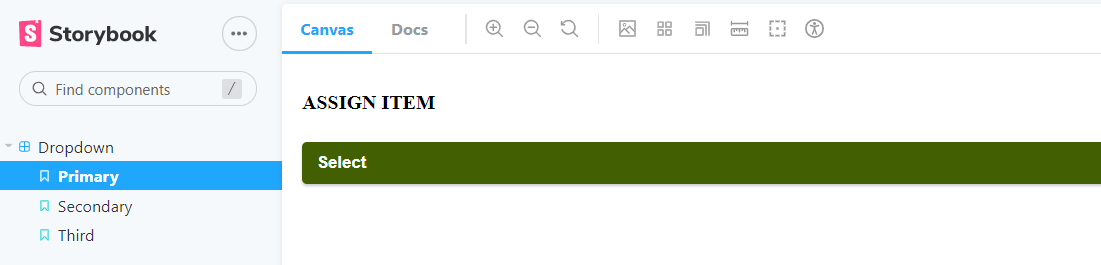 Storybook
Canvas
Docs
Find components
/
ASSIGN ITEM
Dropdown
Select
Primary
Secondary
Third